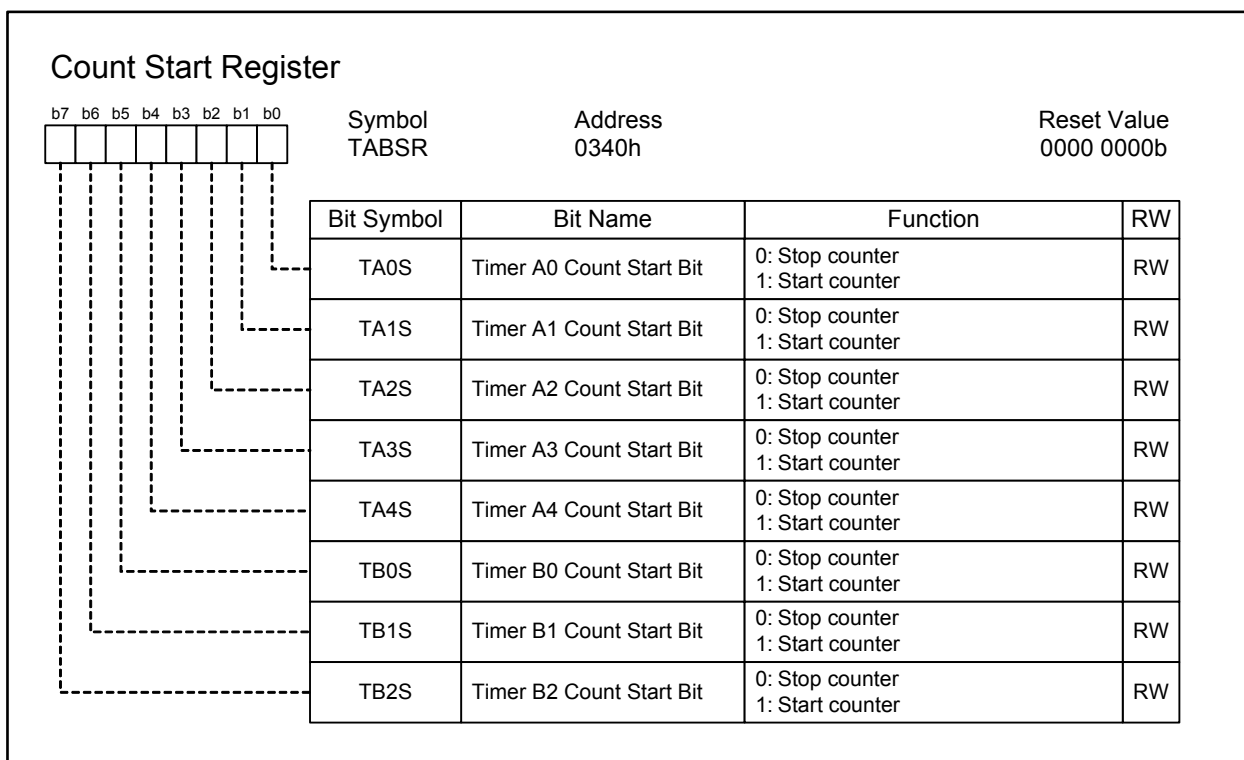 Count Start Register
b7 b6 b5 b4 b3 b2 b1 b0
Symbol Address Reset Value
TABSR 0340h 0000 0000b
Bit Symbol Bit Name Function RW
TA0S Timer A0 Count Start Bit 0: Stop counter
1: Start counter RW
TA1S Timer A1 Count Start Bit 0: Stop counter
1: Start counter RW
TA2S Timer A2 Count Start Bit 0: Stop counter
1: Start counter RW
TA3S Timer A3 Count Start Bit 0: Stop counter
1: Start counter RW
TA4S Timer A4 Count Start Bit 0: Stop counter
1: Start counter RW
TB0S Timer B0 Count Start Bit 0: Stop counter
1: Start counter RW
TB1S Timer B1 Count Start Bit 0: Stop counter
1: Start counter RW
TB2S Timer B2 Count Start Bit 0: Stop counter
1: Start counter RW